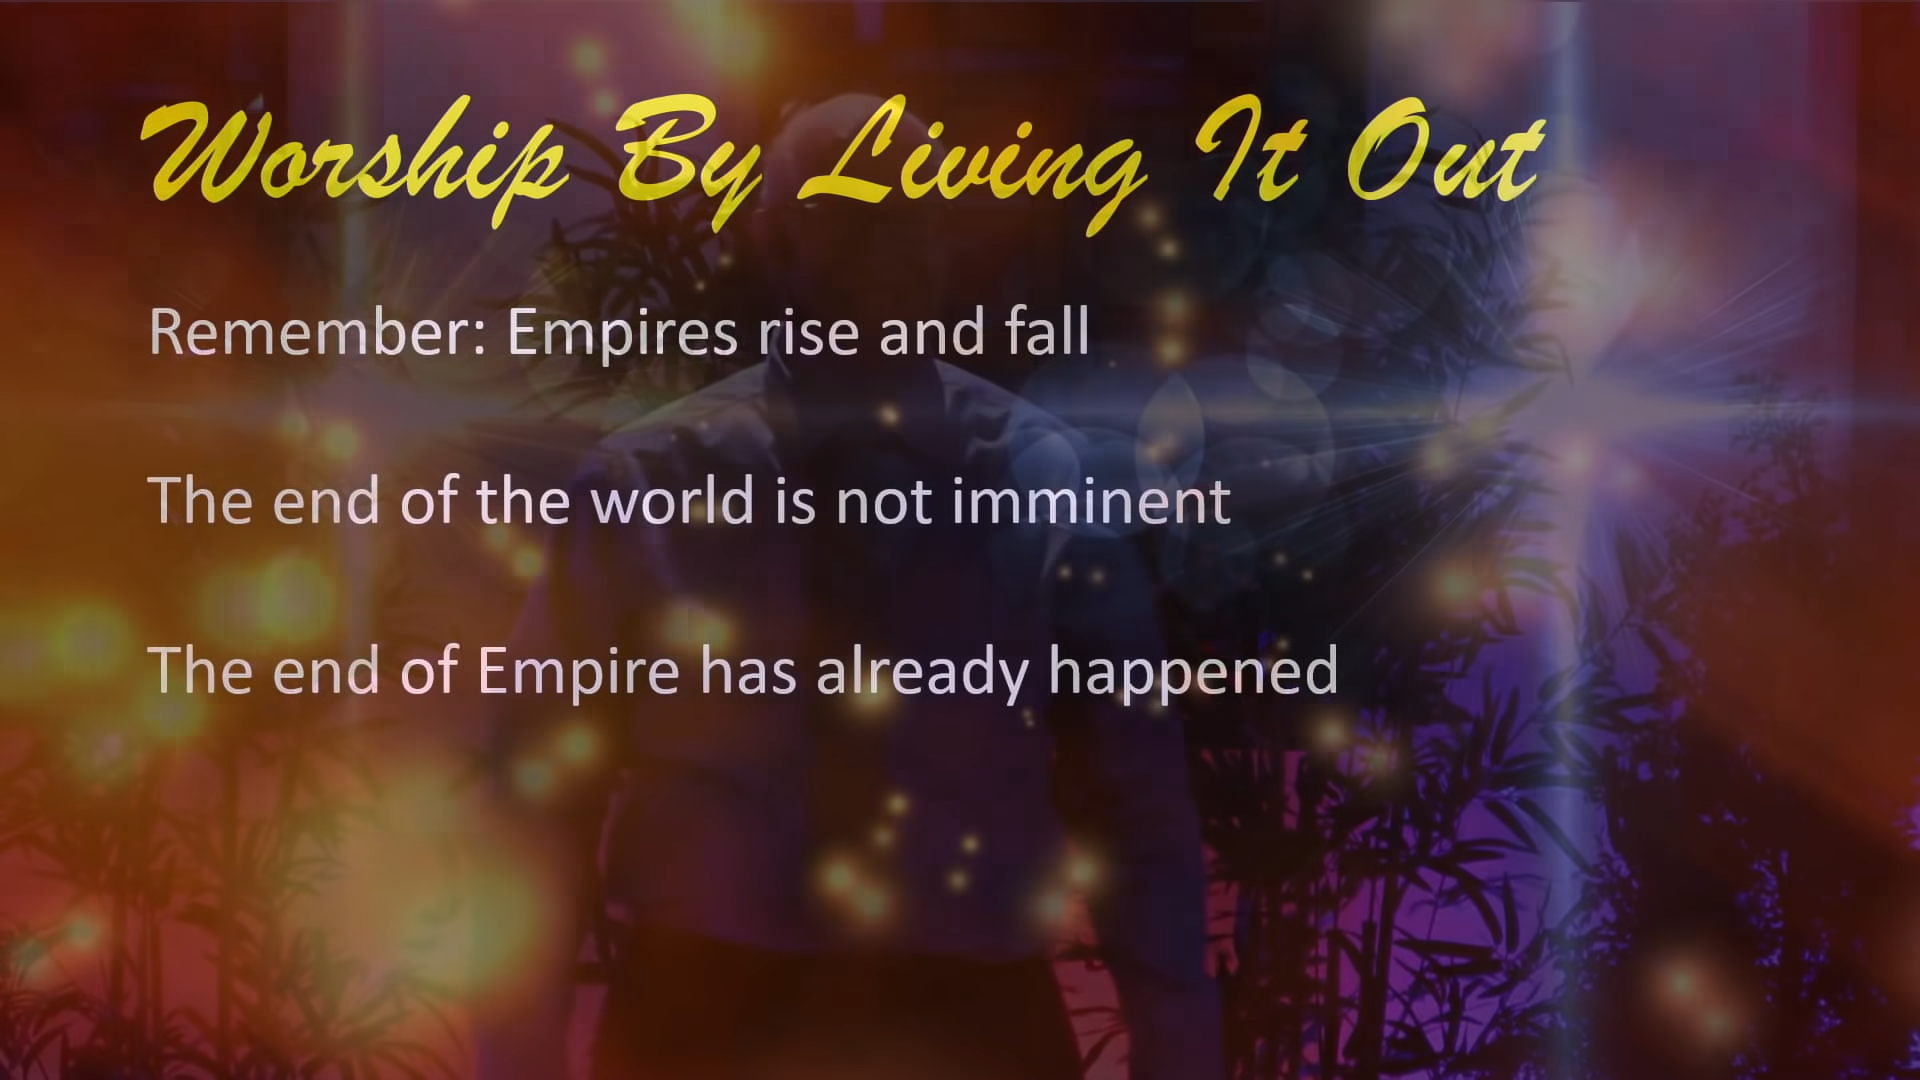 Worship By Living It Out
Remember: Empires rise and fall
The end of the world is not imminent
The end of Empire has already happened